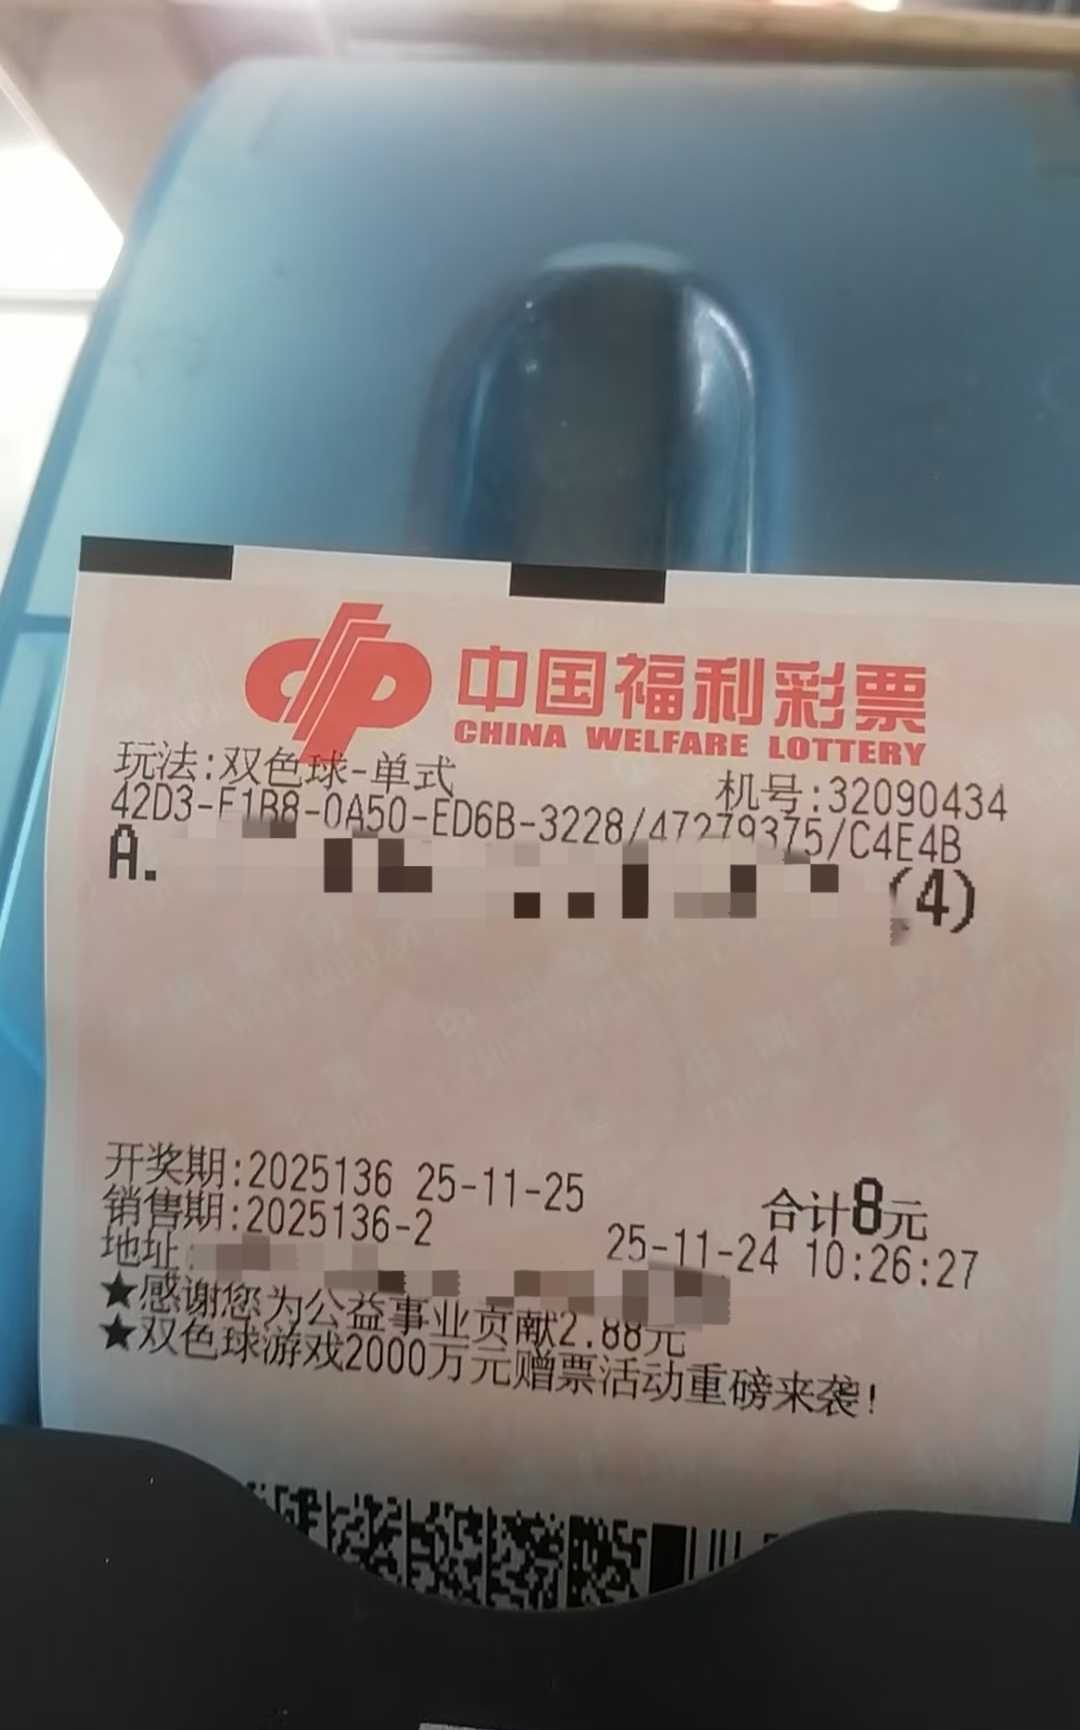 中国福利彩票
CHINA WELFARE LOTTERY
玩法:双色球-单式
机号:32090434
42D3-F1B8-0A50-ED6B-3228/47279375/C4E4B
A.
(4)
开奖期:2025136 25-11-25
合计8元
销售期:2025136-2
25-11-24 10:26:27
地址
★感谢您为公益事业贡献2.88元
★双色球游戏2000万元赠票活动重磅来袭!